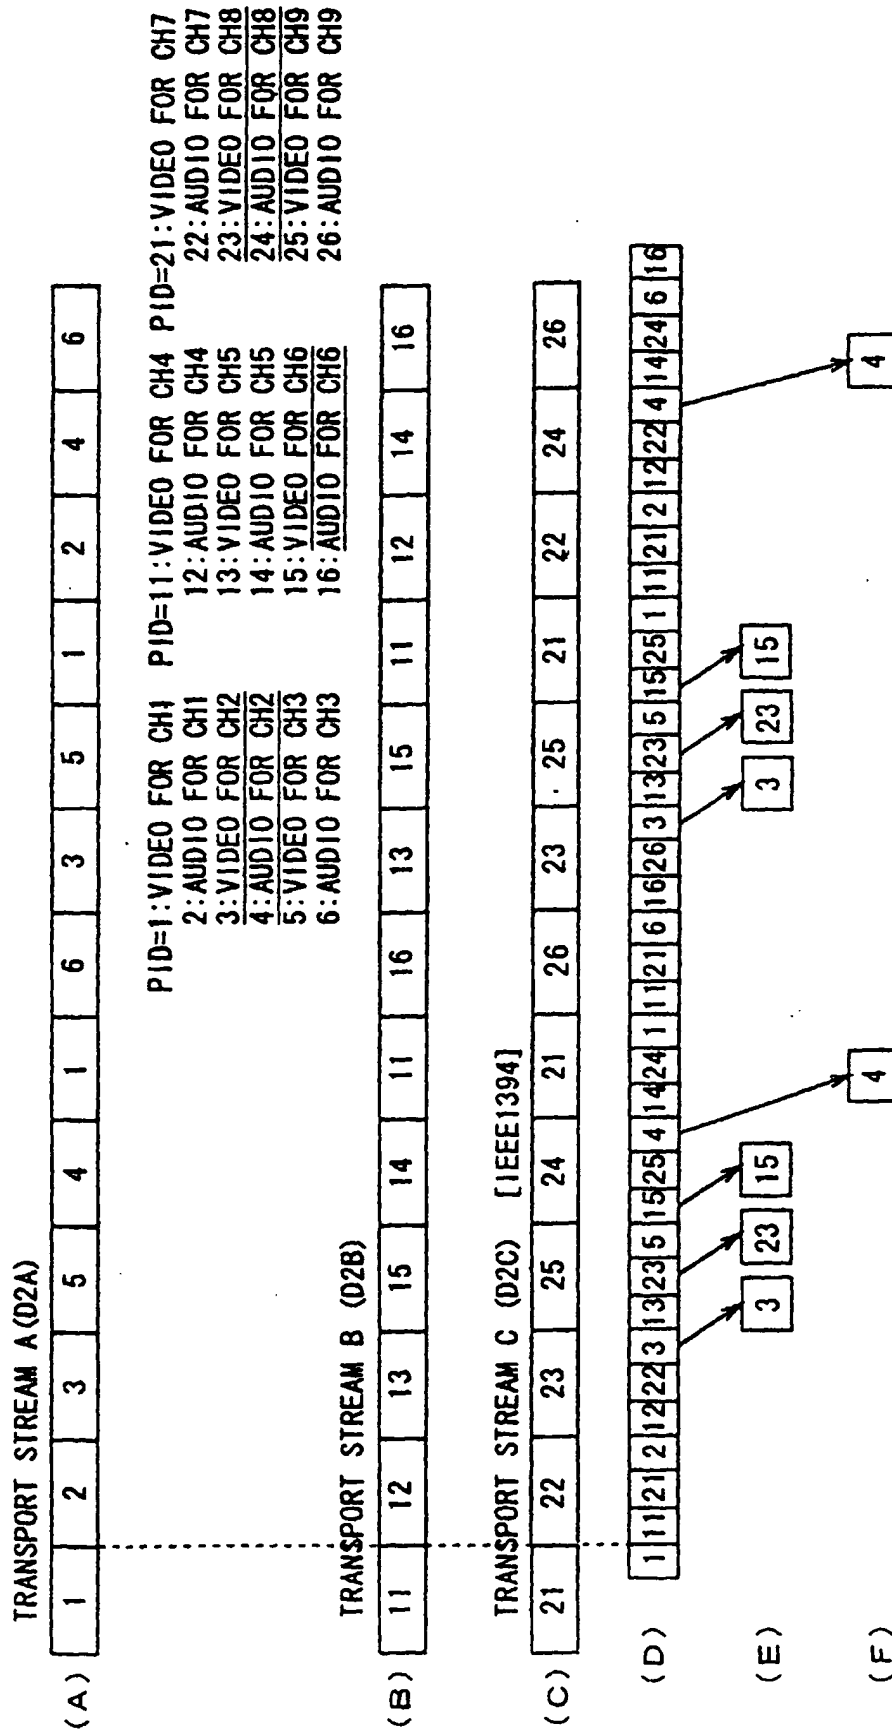 TRANSPORT STREAM A(D2A)
(A) 1 2 3 5 4 1 6 3 5 1 2 4 6
PID=1:VIDEO FOR CH1 PID=11:VIDEO FOR CH4 PID=21:VIDEO FOR CH7
2:AUDIO FOR CH1 12:AUDIO FOR CH4 22:AUDIO FOR CH7
3:VIDEO FOR CH2 13:VIDEO FOR CH5 23:VIDEO FOR CH8
4:AUDIO FOR CH2 14:AUDIO FOR CH5 24:AUDIO FOR CH8
5:VIDEO FOR CH3 15:VIDEO FOR CH6 25:VIDEO FOR CH9
6:AUDIO FOR CH3 16:AUDIO FOR CH6 26:AUDIO FOR CH9
TRANSPORT STREAM B (D2B)
(B) 11 12 13 15 14 11 16 13 15 11 12 14 16
TRANSPORT STREAM C (D2C) [IEEE1394]
(C) 21 22 23 25 24 21 26 23 25 21 22 24 26
(D) 1 11 21 2 12 22 3 13 23 5 15 25 4 14 24 1 11 21 6 16 26 3 13 23 5 15 25 1 11 21 2 12 22 4 14 24 6 16
(E) 3 23 15 3 23 15
(F) 4 4